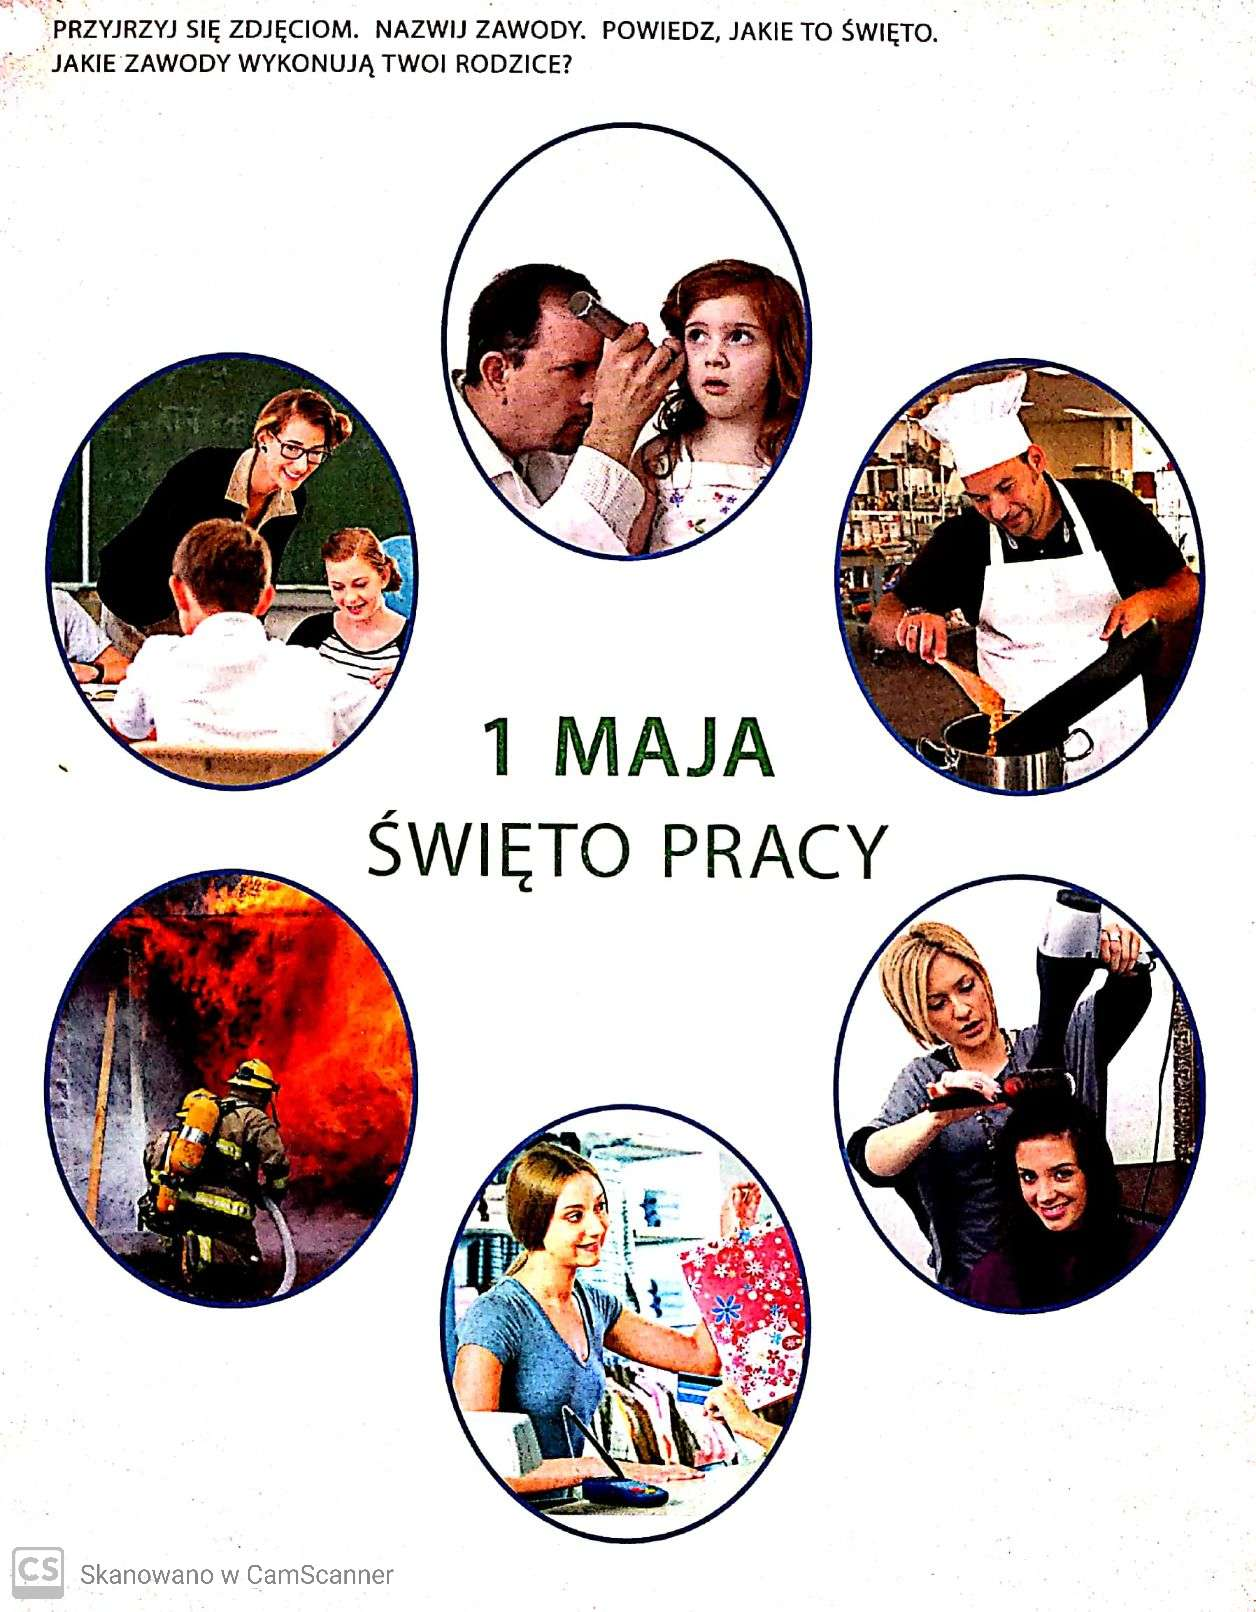 PRZYJRZYJ SIĘ ZDJĘCIOM. NAZWIJ ZAWODY. POWIEDZ, JAKIE TO ŚWIĘTO.
JAKIE ZAWODY WYKONUJĄ TWOI RODZICE?
1 MAJA
ŚWIĘTO PRACY
CS Skanowano w CamScanner